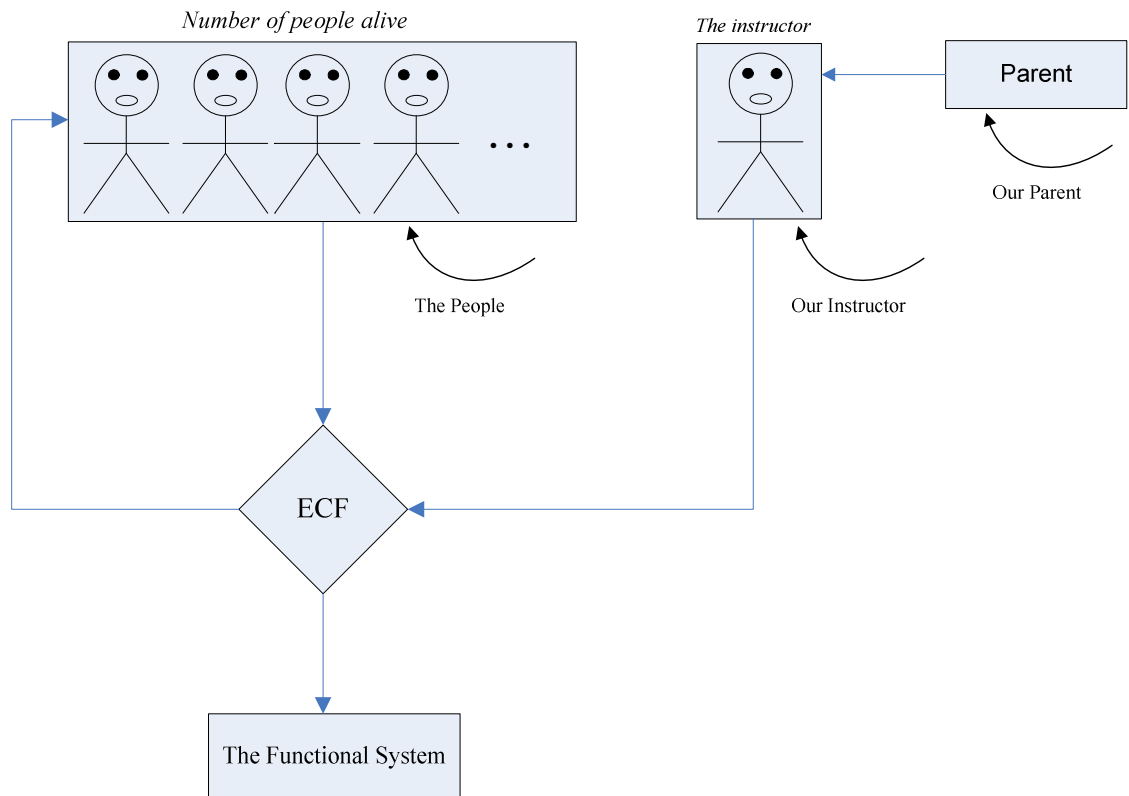 Number of people alive
The instructor
Parent
...
Our Parent
The People
Our Instructor
ECF
The Functional System